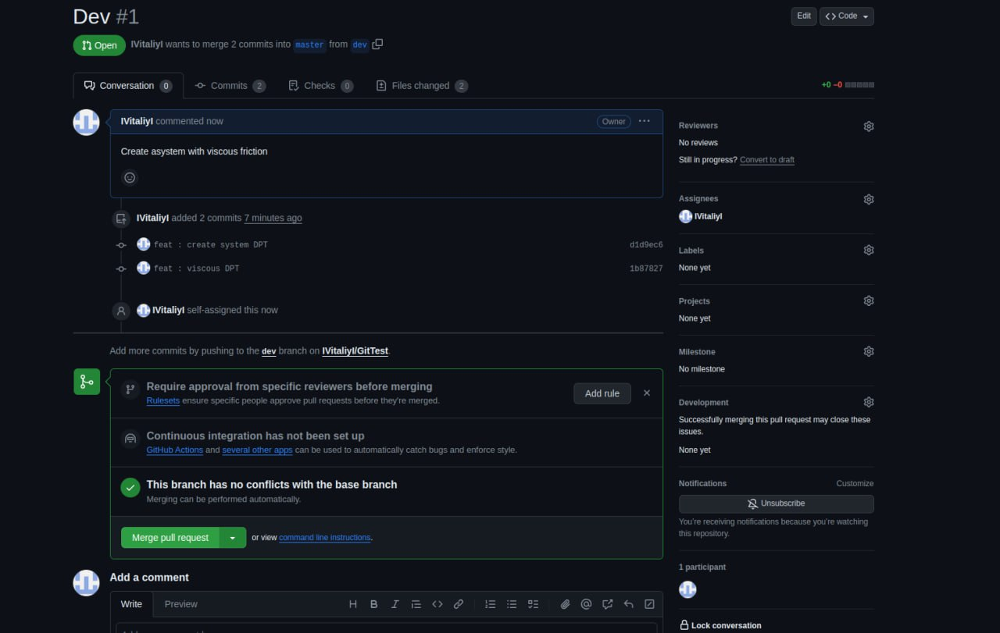 Dev #1
Edit
Code
Open
IVitaliyI wants to merge 2 commits into master from dev
Conversation 0
Commits 2
Checks 0
Files changed 2
+0 −0
IVitaliyI commented now
Owner
Create asystem with viscous friction
IVitaliyI added 2 commits 7 minutes ago
feat : create system DPT
d1d9ec6
feat : viscous DPT
1b87827
IVitaliyI self-assigned this now
Add more commits by pushing to the dev branch on IVitaliyI/GitTest.
Require approval from specific reviewers before merging
Rulesets ensure specific people approve pull requests before they're merged.
Add rule
Continuous integration has not been set up
GitHub Actions and several other apps can be used to automatically catch bugs and enforce style.
This branch has no conflicts with the base branch
Merging can be performed automatically.
Merge pull request
or view command line instructions.
Add a comment
Write
Preview
Reviewers
No reviews
Still in progress? Convert to draft
Assignees
IVitaliyI
Labels
None yet
Projects
None yet
Milestone
No milestone
Development
Successfully merging this pull request may close these
issues.
None yet
Notifications
Customize
Unsubscribe
You're receiving notifications because you're watching
this repository.
1 participant
Lock conversation